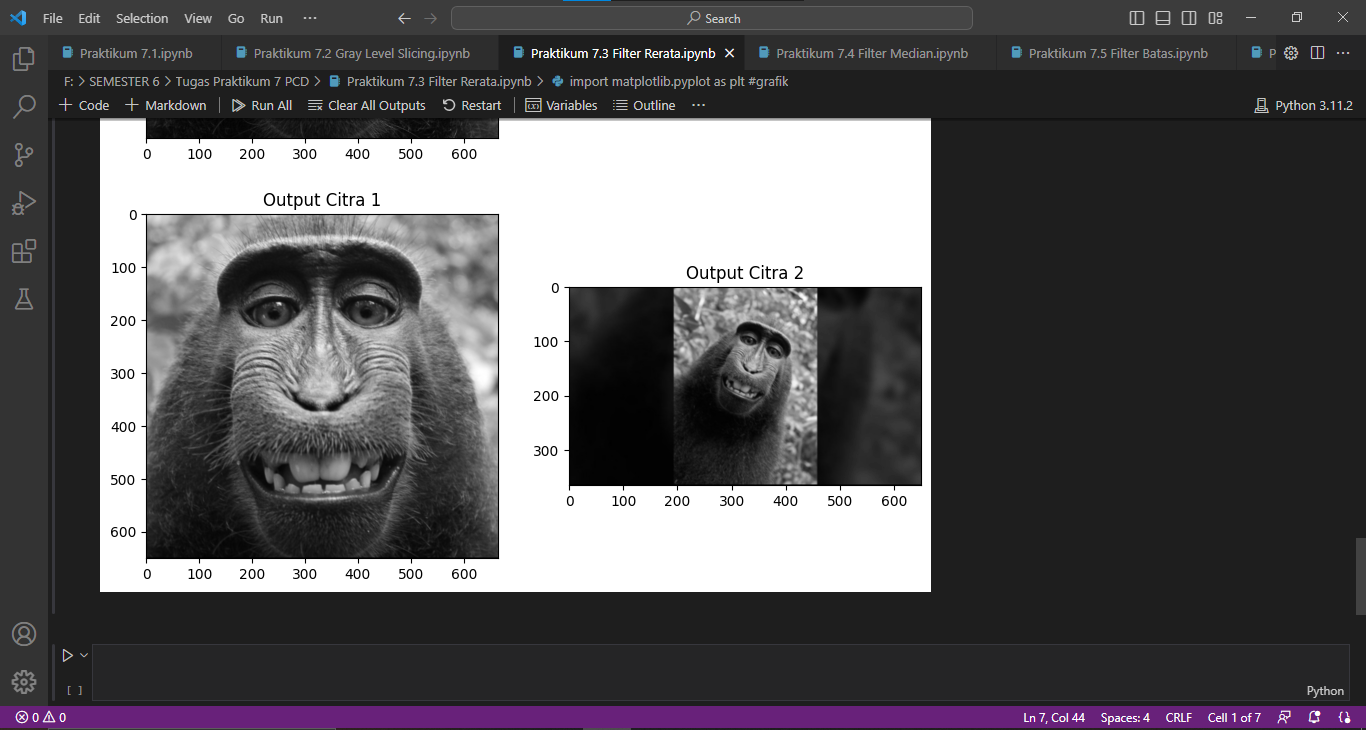 File Edit Selection View Go Run ··· Search
Praktikum 7.1.ipynb Praktikum 7.2 Gray Level Slicing.ipynb Praktikum 7.3 Filter Rerata.ipynb Praktikum 7.4 Filter Median.ipynb Praktikum 7.5 Filter Batas.ipynb P
F: > SEMESTER 6 > Tugas Praktikum 7 PCD > Praktikum 7.3 Filter Rerata.ipynb > import matplotlib.pyplot as plt #grafik
+ Code + Markdown Run All Clear All Outputs Restart Variables Outline ··· Python 3.11.2
0 100 200 300 400 500 600
Output Citra 1
0
100
200
300
400
500
600
0 100 200 300 400 500 600
Output Citra 2
0
100
200
300
0 100 200 300 400 500 600
[ ]
Python
0 0 Ln 7, Col 44 Spaces: 4 CRLF Cell 1 of 7